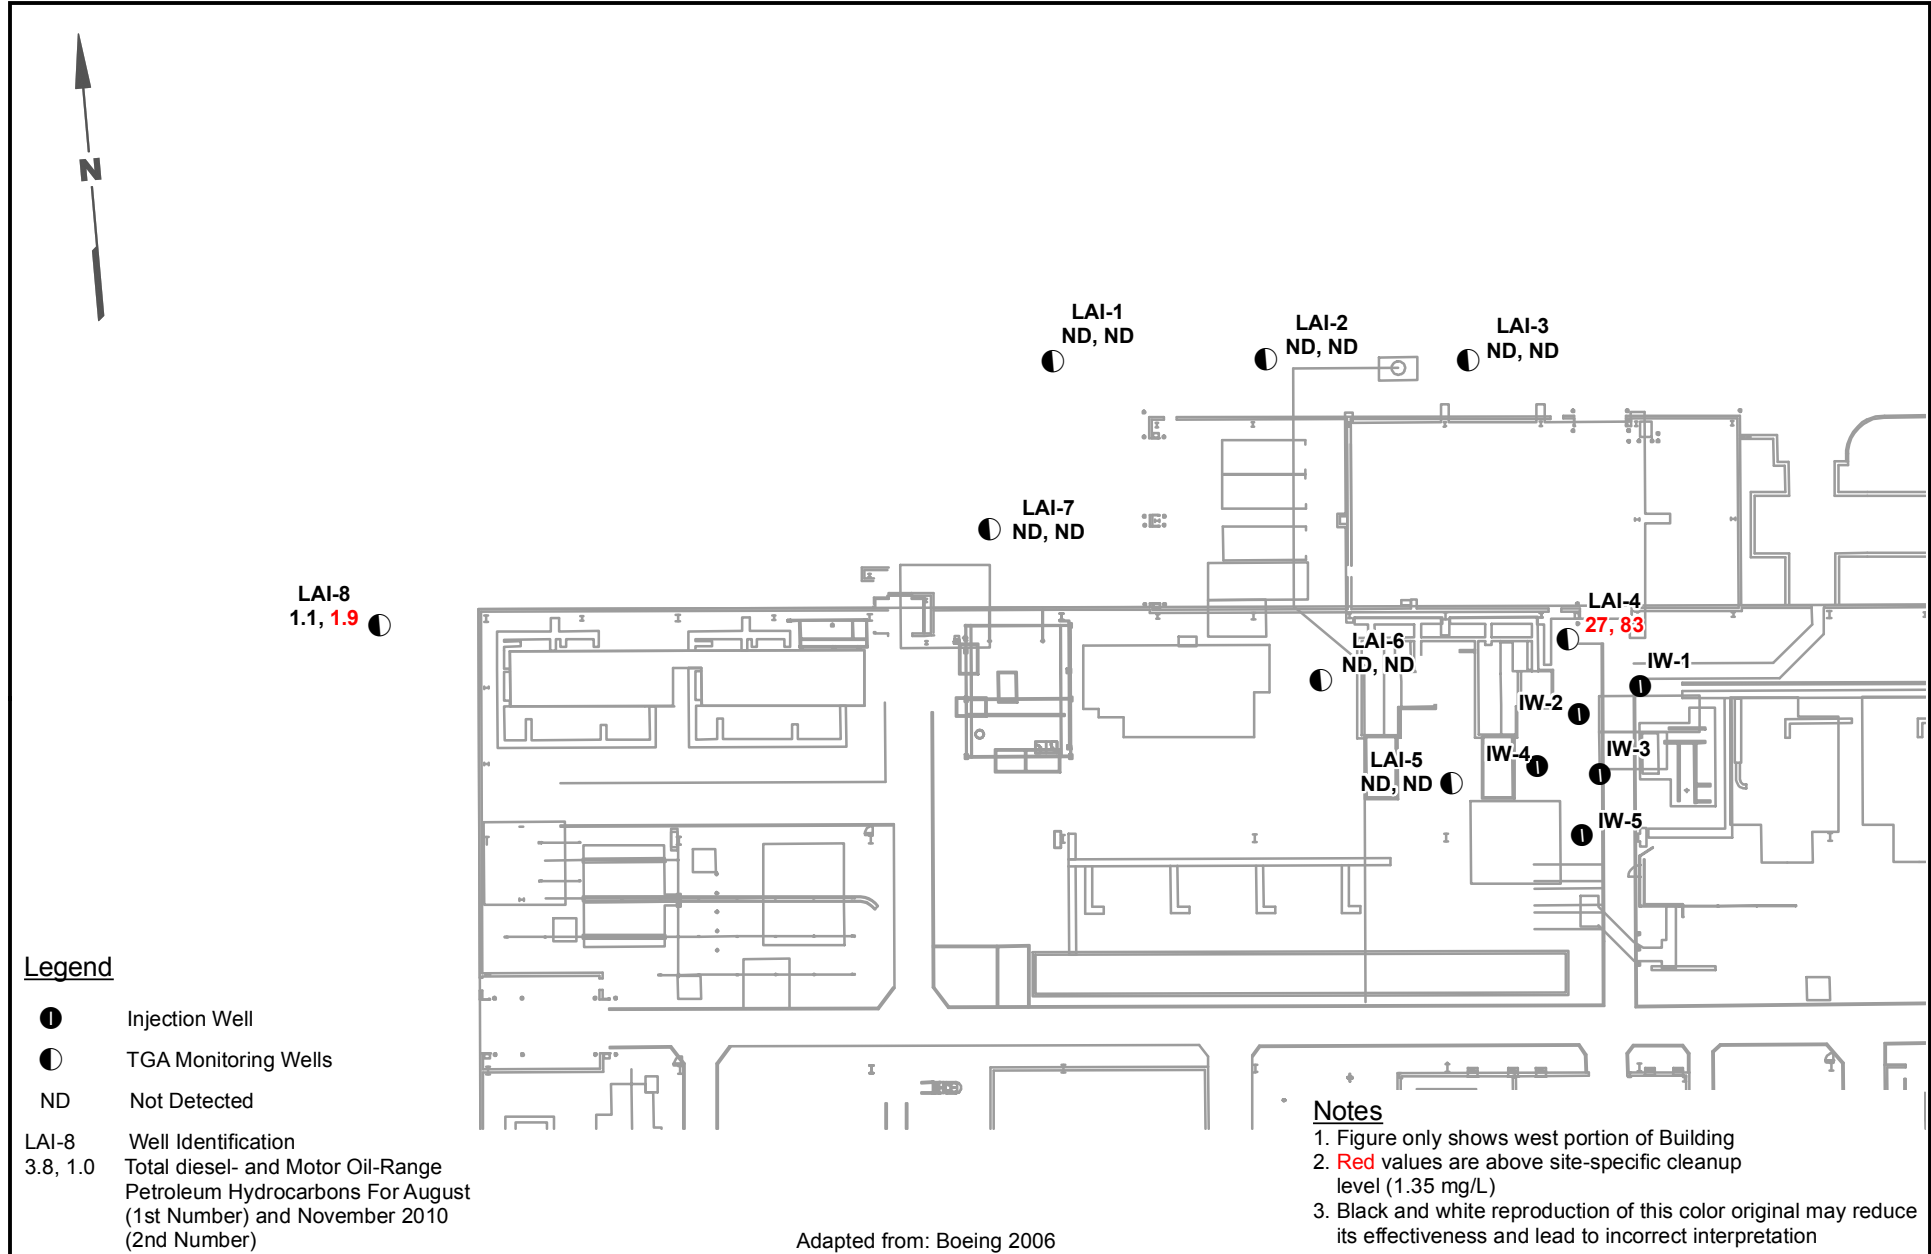 N
LAI-1
ND, ND
LAI-2
ND, ND
LAI-3
ND, ND
LAI-7
ND, ND
LAI-8
1.1, 1.9
LAI-4
27, 83
LAI-6
ND, ND
IW-1
IW-2
IW-3
IW-4
LAI-5
ND, ND
IW-5
Legend
Injection Well
TGA Monitoring Wells
ND Not Detected
LAI-8 Well Identification
3.8, 1.0 Total diesel- and Motor Oil-Range
Petroleum Hydrocarbons For August
(1st Number) and November 2010
(2nd Number)
Adapted from: Boeing 2006
Notes
1. Figure only shows west portion of Building
2. Red values are above site-specific cleanup
level (1.35 mg/L)
3. Black and white reproduction of this color original may reduce
its effectiveness and lead to incorrect interpretation